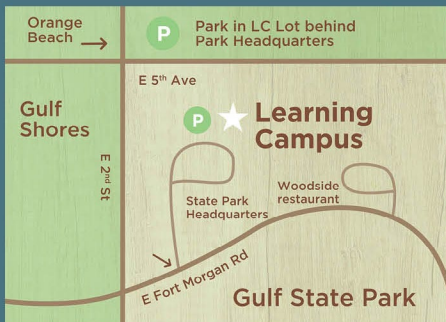 Orange
Beach
P
Park in LC Lot behind
Park Headquarters
E 5th Ave
Gulf
Shores
P
Learning
Campus
E 2nd St
State Park
Headquarters
Woodside
restaurant
E Fort Morgan Rd
Gulf State Park